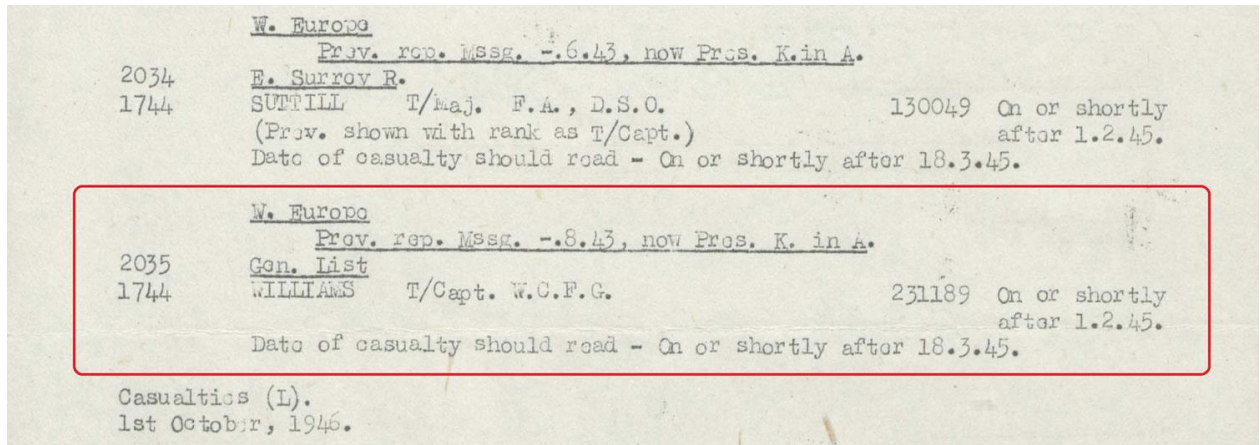 W. Europe
Prev. rep. Mssg. -.6.43, now Pres. K.in A.
2034 E. Surrey R.
1744 SUTTILL T/Maj. F.A., D.S.O. 130049 On or shortly
(Prev. shown with rank as T/Capt.) after 1.2.45.
Date of casualty should read - On or shortly after 18.3.45.
W. Europe
Prev. rep. Mssg. -.8.43, now Pres. K. in A.
2035 Gen. List
1744 WILLIAMS T/Capt. W.C.F.G. 231189 On or shortly
after 1.2.45.
Date of casualty should read - On or shortly after 18.3.45.
Casualties (L).
1st October, 1946.